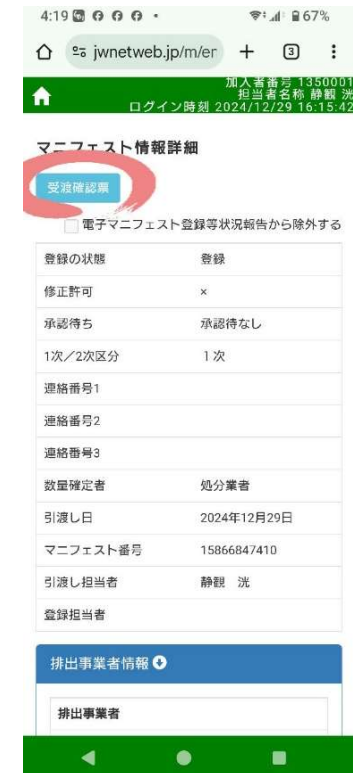 4:19 67%
jwnetweb.jp/m/er 3
加入者番号 1350001
担当者名称 静観 洸
ログイン時刻 2024/12/29 16:15:42
マニフェスト情報詳細
受渡確認票
電子マニフェスト登録等状況報告から除外する
登録の状態 登録
修正許可 ×
承認待ち 承認待なし
1次／2次区分 1次
連絡番号1
連絡番号2
連絡番号3
数量確定者 処分業者
引渡し日 2024年12月29日
マニフェスト番号 15866847410
引渡し担当者 静観 洸
登録担当者
排出事業者情報
排出事業者